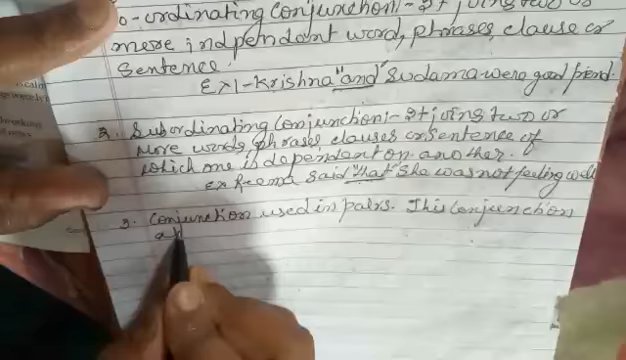 o-ordinating Conjunction:- It joins two or
more indpendant word, phrases, clause or
Sentence.
Ex:- Krishna "and" Sudama were good friend.
2. Subordinating Conjunction:- It joins two or
More words phrases, clauses or sentence of
which one is dependent on another.
ex Reema said "that" She was not feeling well
3. Conjunction used in pairs. This Conjunction